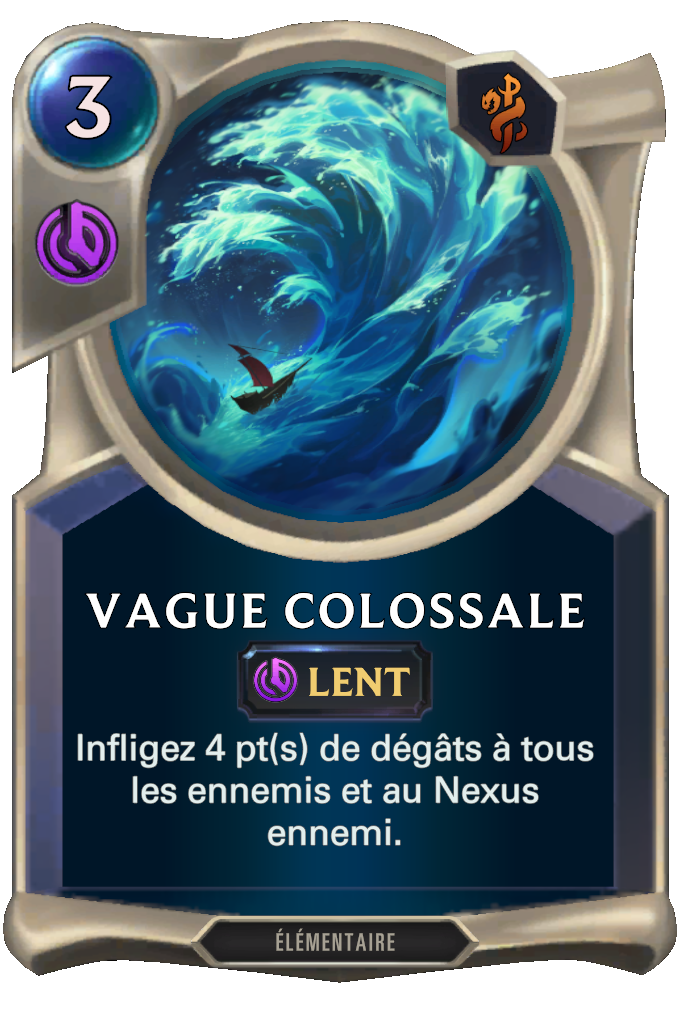 3
VAGUE COLOSSALE
LENT
Infligez 4 pt(s) de dégâts à tous
les ennemis et au Nexus
ennemi.
ÉLÉMENTAIRE